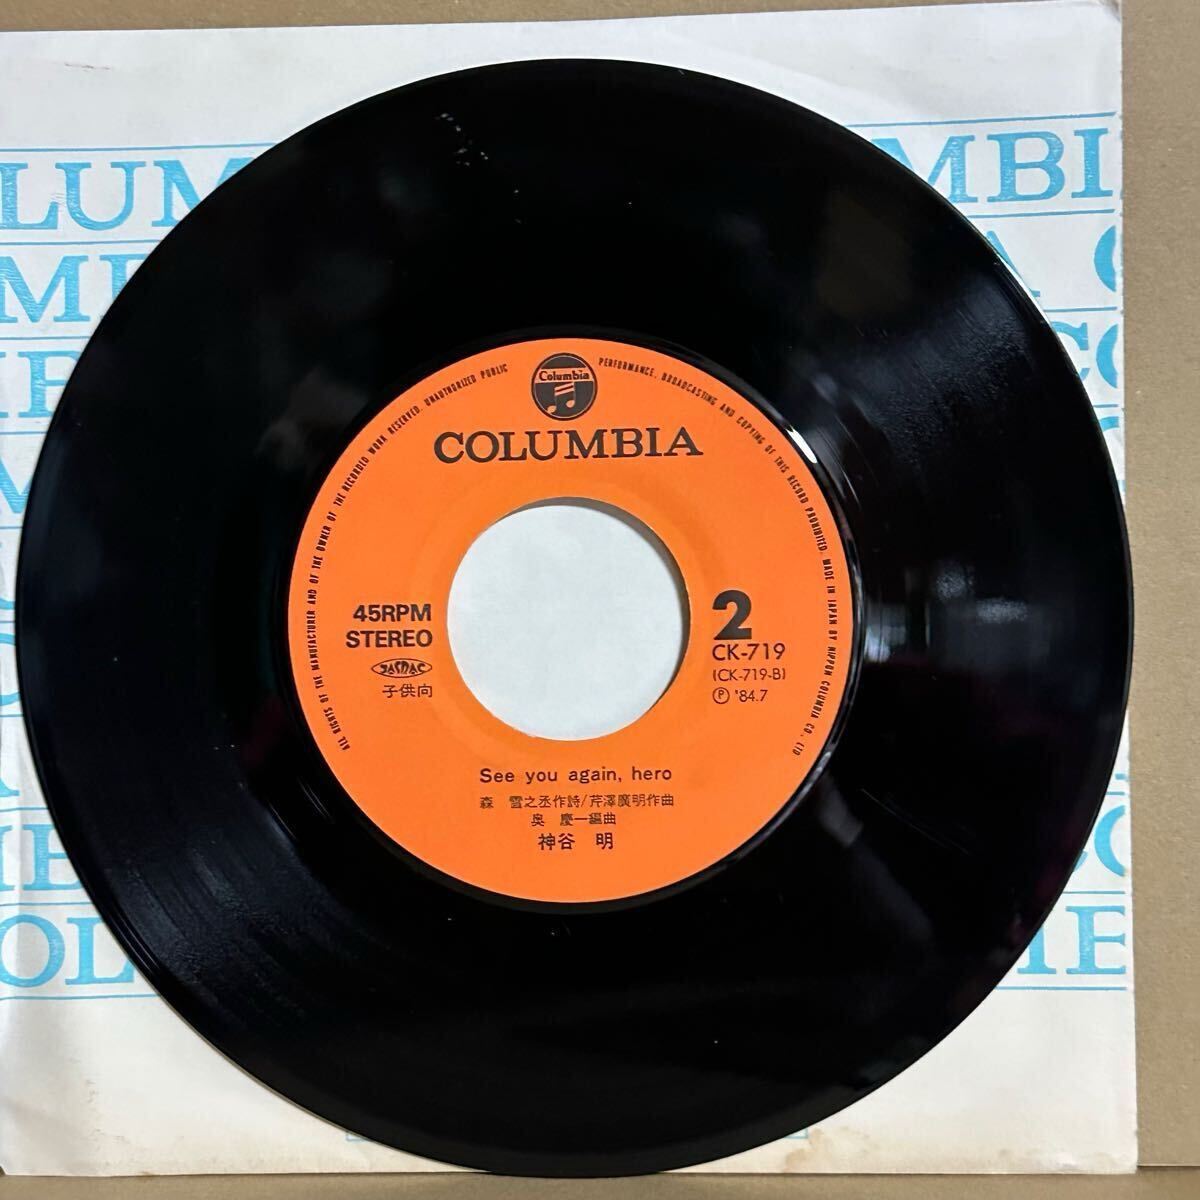 Columbia
COLUMBIA
ALL RIGHTS OF THE MANUFACTURER AND OF THE OWNER OF THE RECORDED WORK RESERVED. UNAUTHORIZED PUBLIC PERFORMANCE, BROADCASTING AND COPYING OF THIS RECORD PROHIBITED. MADE IN JAPAN BY NIPPON COLUMBIA CO., LTD
45RPM
STEREO
JASRAC
子供向
2
CK-719
(CK-719-B)
Ⓟ '84.7
See you again, hero
森 雪之丞作詩/芹澤廣明作曲
奥 慶一編曲
神谷 明